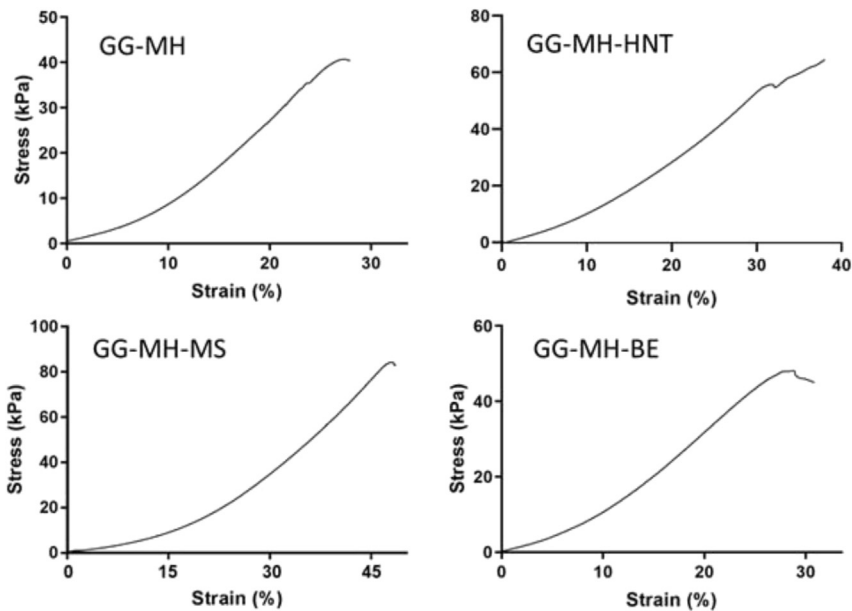 GG-MH
Stress (kPa)
50
40
30
20
10
0
0 10 20 30
Strain (%)
GG-MH-HNT
Stress (kPa)
80
60
40
20
0
0 10 20 30 40
Strain (%)
GG-MH-MS
Stress (kPa)
100
80
60
40
20
0
0 15 30 45
Strain (%)
GG-MH-BE
Stress (kPa)
60
40
20
0
0 10 20 30
Strain (%)